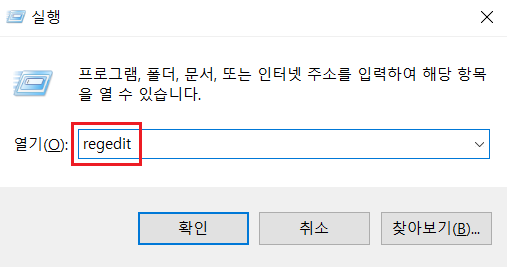 실행
프로그램, 폴더, 문서, 또는 인터넷 주소를 입력하여 해당 항목
을 열 수 있습니다.
열기(O): regedit
확인 취소 찾아보기(B)...